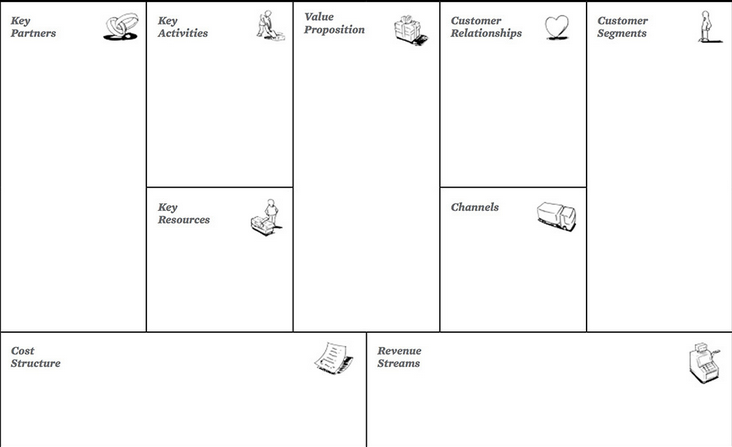 Key
Partners
Key
Activities
Value
Proposition
Customer
Relationships
Customer
Segments
Key
Resources
Channels
Cost
Structure
Revenue
Streams